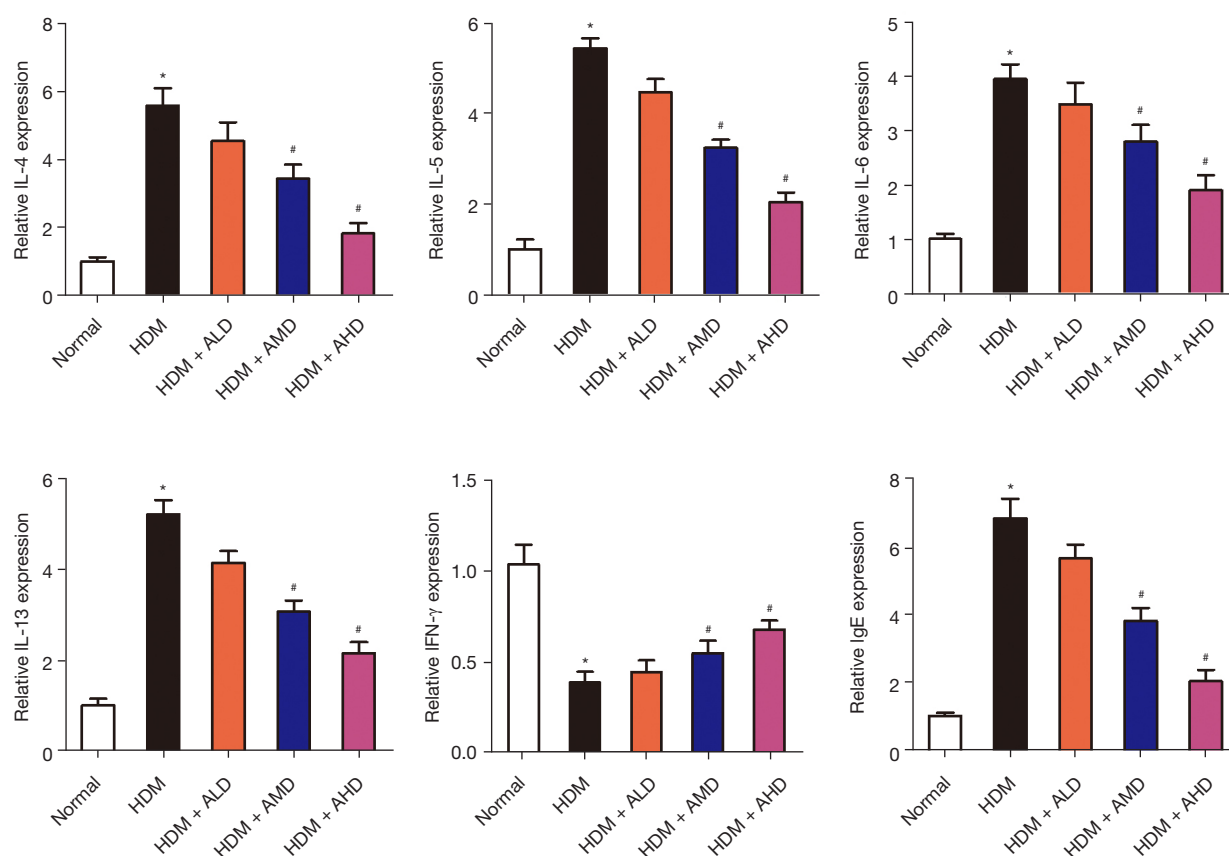 Relative IL-4 expression
8
6
4
2
0
*
#
#
Normal
HDM
HDM + ALD
HDM + AMD
HDM + AHD
Relative IL-5 expression
6
4
2
0
*
#
#
Normal
HDM
HDM + ALD
HDM + AMD
HDM + AHD
Relative IL-6 expression
5
4
3
2
1
0
*
#
#
Normal
HDM
HDM + ALD
HDM + AMD
HDM + AHD
Relative IL-13 expression
6
4
2
0
*
#
#
Normal
HDM
HDM + ALD
HDM + AMD
HDM + AHD
Relative IFN-γ expression
1.5
1.0
0.5
0.0
*
#
#
Normal
HDM
HDM + ALD
HDM + AMD
HDM + AHD
Relative IgE expression
8
6
4
2
0
*
#
#
Normal
HDM
HDM + ALD
HDM + AMD
HDM + AHD